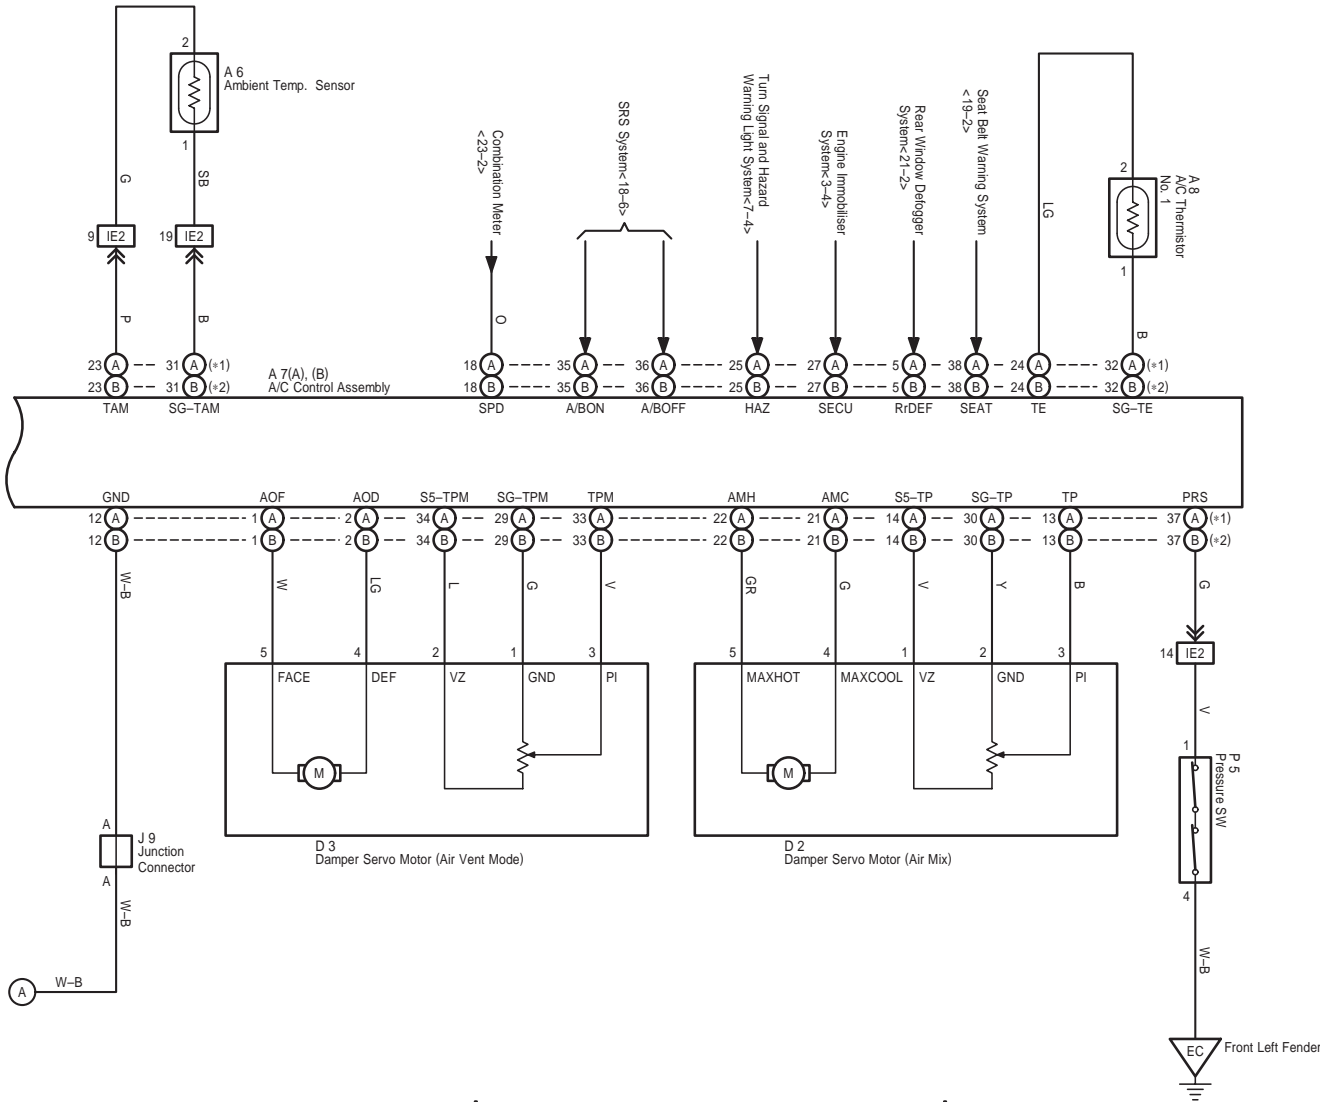 2
A 6
Ambient Temp. Sensor
1
G
SB
9 IE2
19 IE2
P
B
Combination Meter
<23–2>
SRS System<18–6>
Turn Signal and Hazard
Warning Light System<7–4>
Engine Immobiliser
System<3–4>
Rear Window Defogger
System<21–2>
Seat Belt Warning System
<19–2>
LG
2
A 8
A/C Thermistor
No. 1
1
O
B
23 A 31 A (*1) 18 A 35 A 36 A 25 A 27 A 5 A 38 A 24 A 32 A (*1)
23 B 31 B (*2) 18 B 35 B 36 B 25 B 27 B 5 B 38 B 24 B 32 B (*2)
A 7(A), (B)
A/C Control Assembly
TAM SG–TAM SPD A/BON A/BOFF HAZ SECU RrDEF SEAT TE SG–TE
GND AOF AOD S5–TPM SG–TPM TPM AMH AMC S5–TP SG–TP TP PRS
12 A 1 A 2 A 34 A 29 A 33 A 22 A 21 A 14 A 30 A 13 A 37 A (*1)
12 B 1 B 2 B 34 B 29 B 33 B 22 B 21 B 14 B 30 B 13 B 37 B (*2)
W–B W LG L G V GR G V Y B G
5 4 2 1 3 5 4 1 2 3
14 IE2
FACE DEF VZ GND PI
MAXHOT MAXCOOL VZ GND PI
V
M
M
1
P 5
Pressure SW
4
D 3
Damper Servo Motor (Air Vent Mode)
D 2
Damper Servo Motor (Air Mix)
A
J 9
Junction
Connector
A
W–B
W–B
A
W–B
EC
Front Left Fender